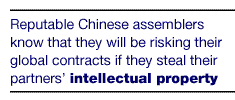 Reputable Chinese assemblers
know that they will be risking their
global contracts if they steal their
partners' intellectual property